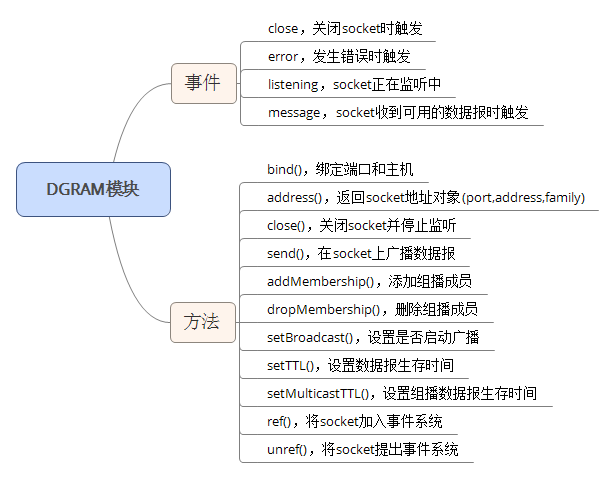 DGRAM模块
事件
close，关闭socket时触发
error，发生错误时触发
listening，socket正在监听中
message，socket收到可用的数据报时触发
方法
bind()，绑定端口和主机
address()，返回socket地址对象(port,address,family)
close()，关闭socket并停止监听
send()，在socket上广播数据报
addMembership()，添加组播成员
dropMembership()，删除组播成员
setBroadcast()，设置是否启动广播
setTTL()，设置数据报生存时间
setMulticastTTL()，设置组播数据报生存时间
ref()，将socket加入事件系统
unref()，将socket提出事件系统